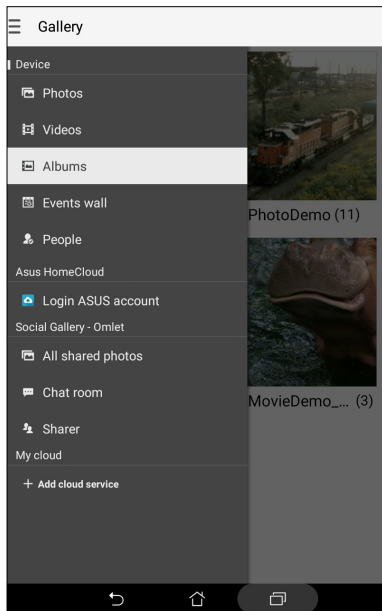 Gallery
Device
Photos
Videos
Albums
Events wall
People
Asus HomeCloud
Login ASUS account
Social Gallery - Omlet
All shared photos
Chat room
Sharer
My cloud
+ Add cloud service
PhotoDemo (11)
MovieDemo_... (3)